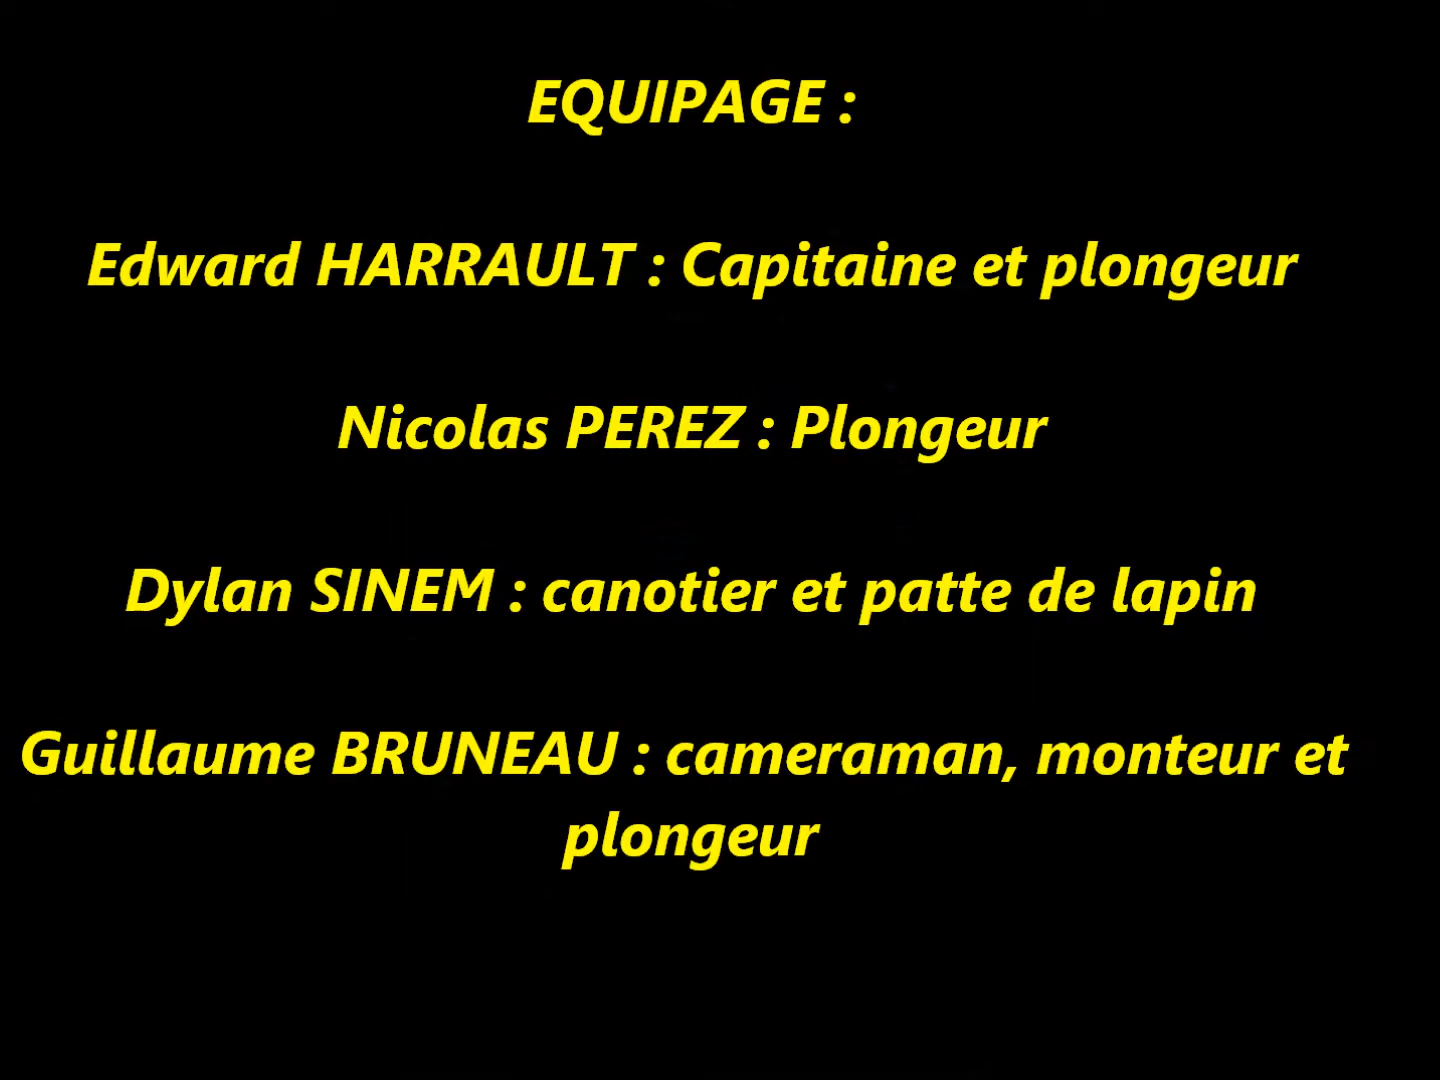 EQUIPAGE :
Edward HARRAULT : Capitaine et plongeur
Nicolas PEREZ : Plongeur
Dylan SINEM : canotier et patte de lapin
Guillaume BRUNEAU : cameraman, monteur et
plongeur